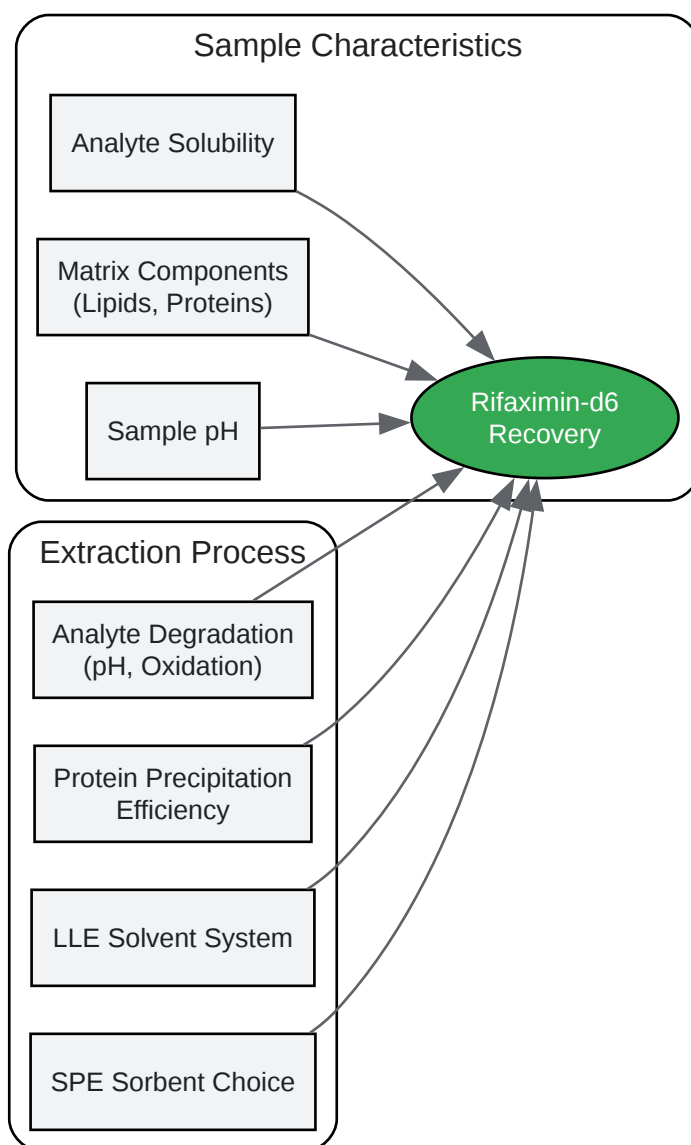 Sample Characteristics
Analyte Solubility
Matrix Components
(Lipids, Proteins)
Sample pH
Rifaximin-d6
Recovery
Extraction Process
Analyte Degradation
(pH, Oxidation)
Protein Precipitation
Efficiency
LLE Solvent System
SPE Sorbent Choice